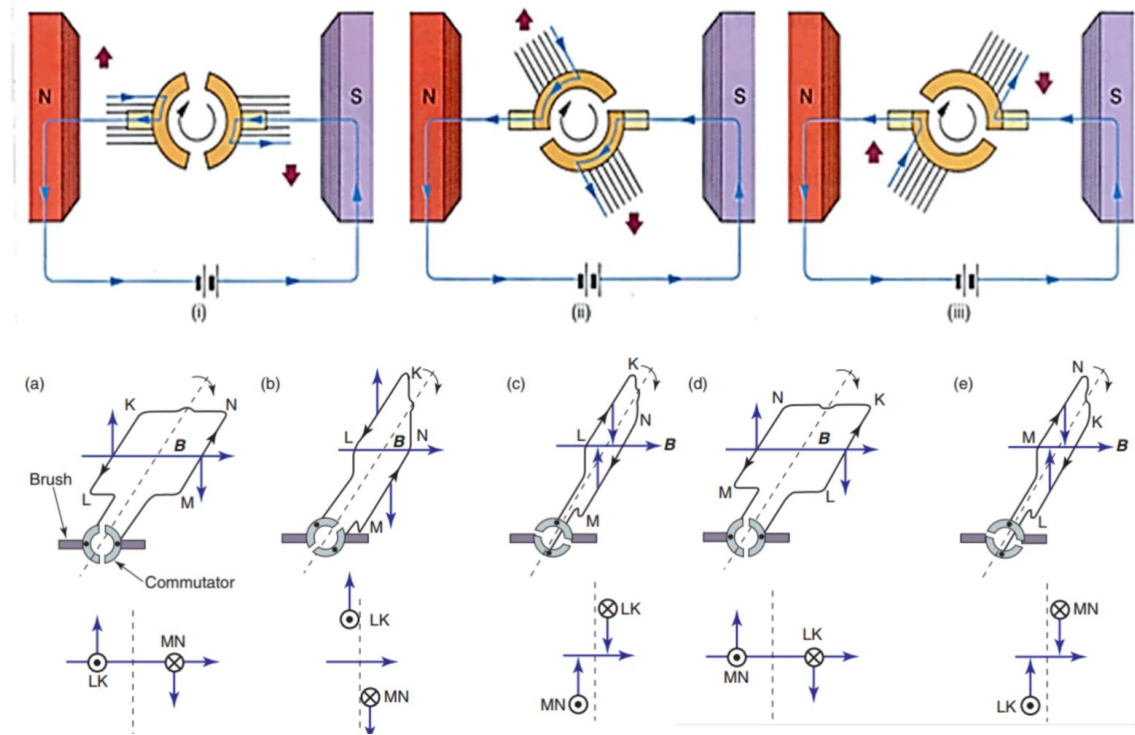 N S N S N S
(i) (ii) (iii)
(a) (b) (c) (d) (e)
K N L M B Brush Commutator
K L B N M
K L N B M
N K B M L
N M K B L
LK MN
LK MN
LK MN
MN LK
MN LK